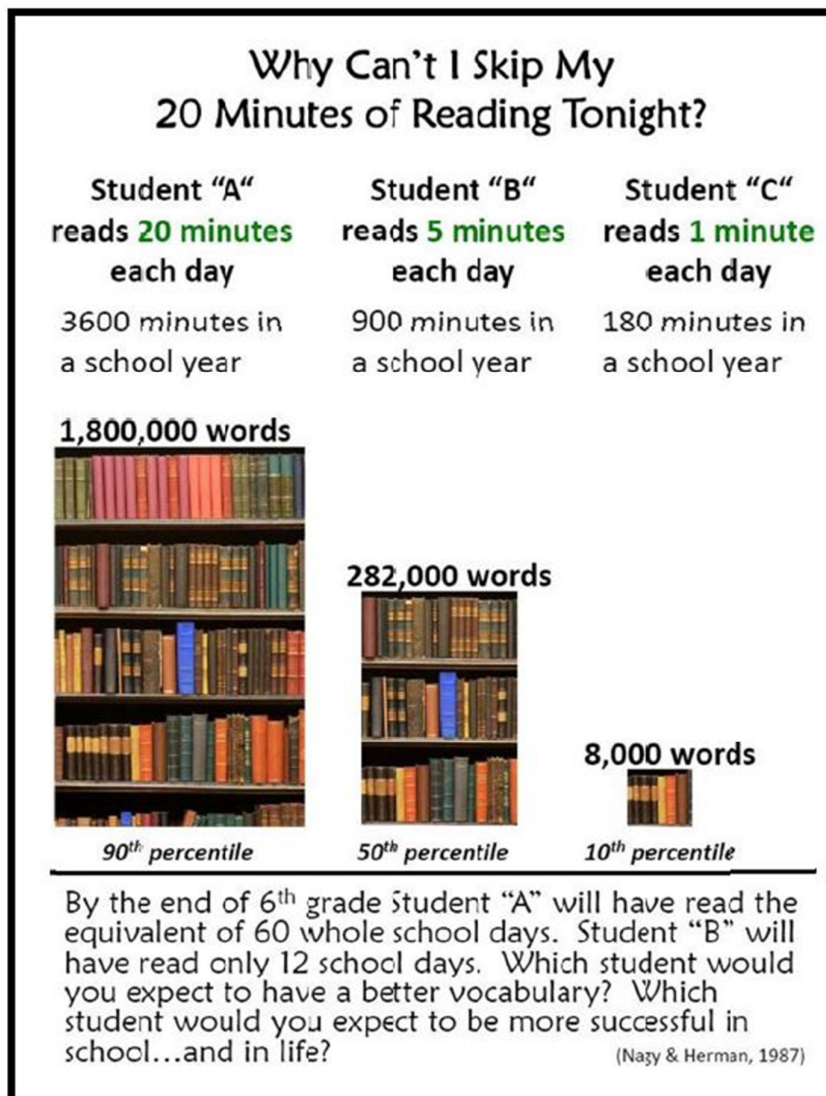 Why Can't I Skip My
20 Minutes of Reading Tonight?
Student "A"
reads 20 minutes
each day
3600 minutes in
a school year
Student "B"
reads 5 minutes
each day
900 minutes in
a school year
Student "C"
reads 1 minute
each day
180 minutes in
a school year
1,800,000 words
282,000 words
8,000 words
90th percentile
50th percentile
10th percentile
By the end of 6th grade Student "A" will have read the
equivalent of 60 whole school days. Student "B" will
have read only 12 school days. Which student would
you expect to have a better vocabulary? Which
student would you expect to be more successful in
school...and in life?
(Nagy & Herman, 1987)